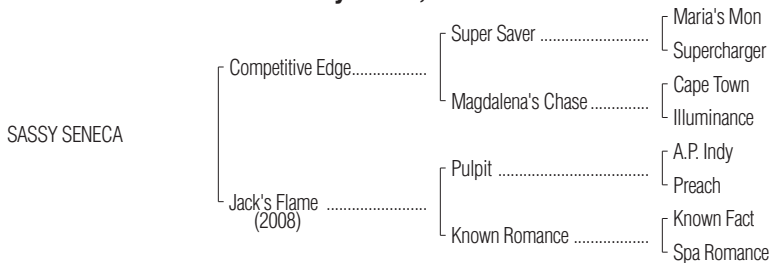 Maria's Mon
Super Saver ..........................
Supercharger
Competitive Edge..................
Cape Town
Magdalena's Chase ..............
Illuminance
SASSY SENECA
A.P. Indy
Pulpit ....................................
Preach
Jack's Flame ........................
(2008)
Known Fact
Known Romance ..................
Spa Romance